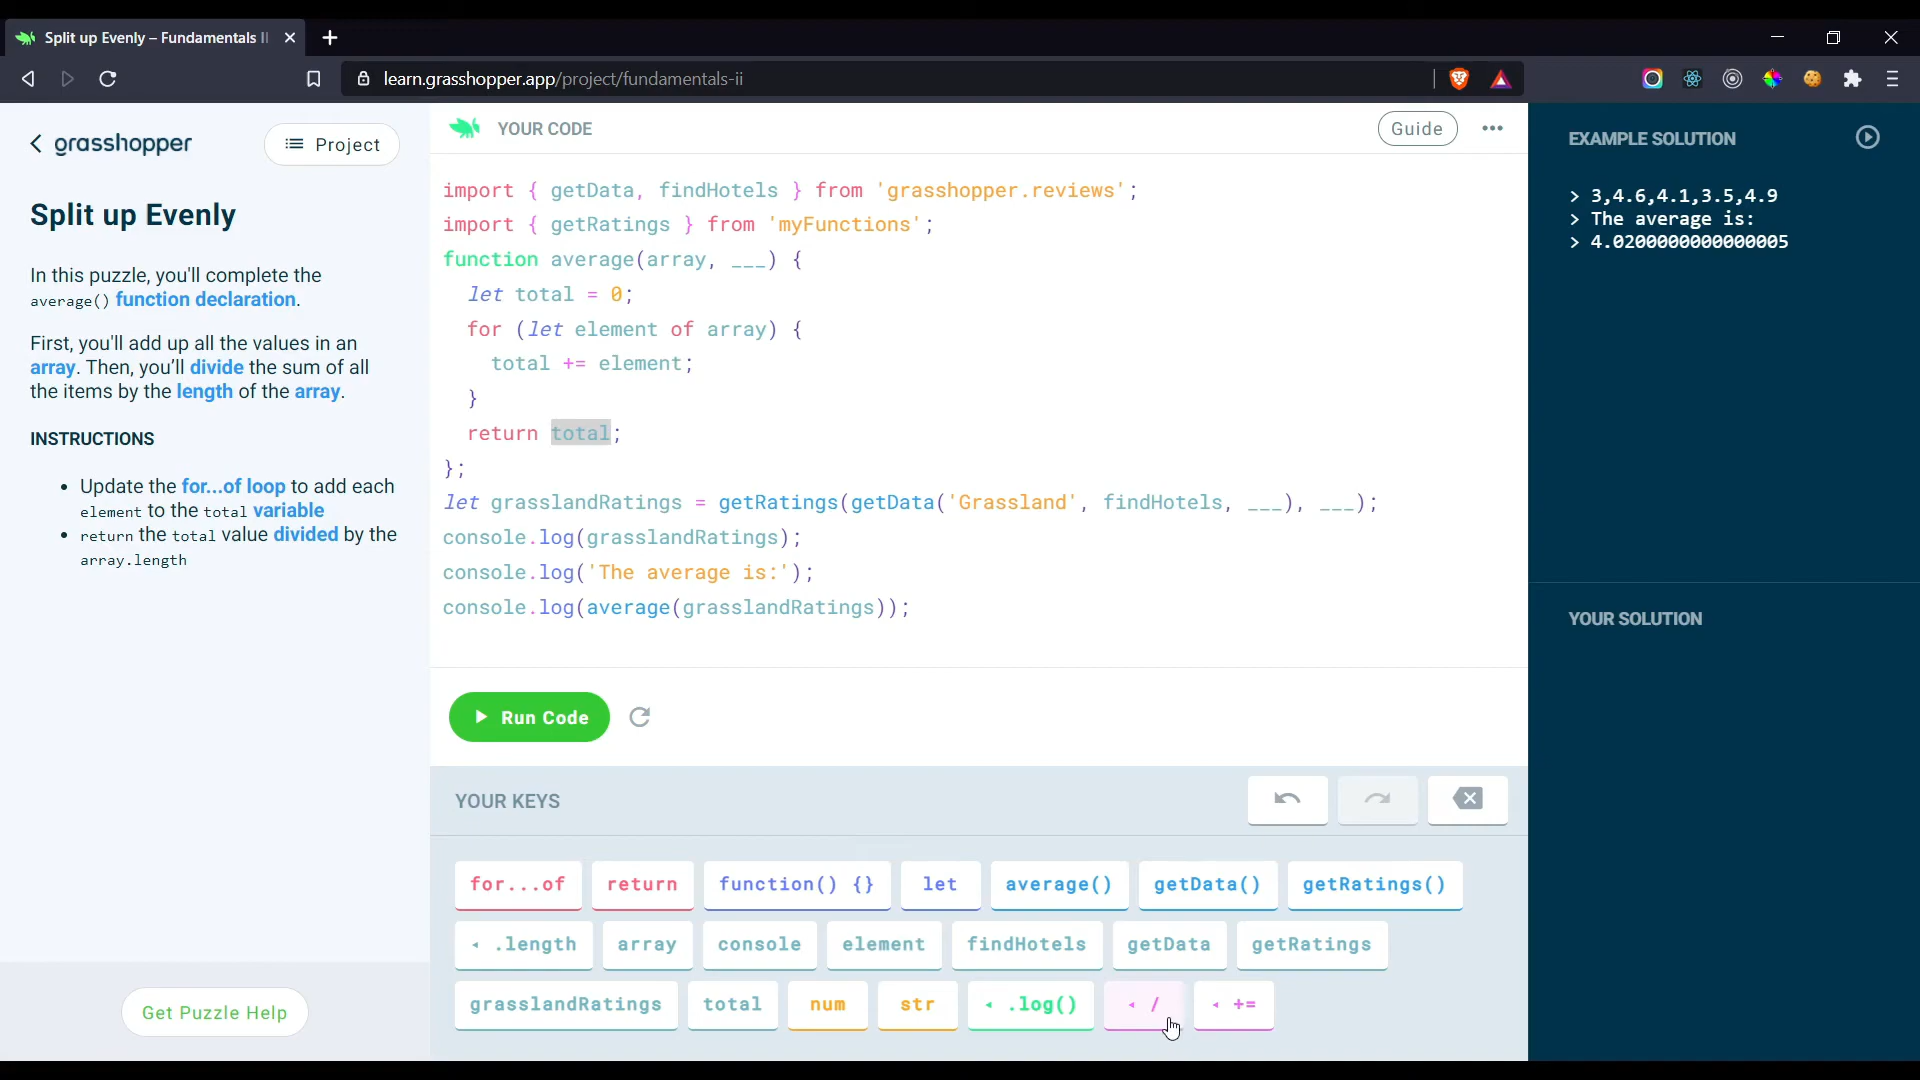 Split up Evenly – Fundamentals II
learn.grasshopper.app/project/fundamentals-ii
grasshopper
Project
Split up Evenly
In this puzzle, you'll complete the
average() function declaration.
First, you'll add up all the values in an
array. Then, you'll divide the sum of all
the items by the length of the array.
INSTRUCTIONS
• Update the for...of loop to add each
element to the total variable
• return the total value divided by the
array.length
Get Puzzle Help
YOUR CODE
Guide
import { getData, findHotels } from 'grasshopper.reviews';
import { getRatings } from 'myFunctions';
function average(array, ___) {
let total = 0;
for (let element of array) {
total += element;
}
return total;
};
let grasslandRatings = getRatings(getData('Grassland', findHotels, ___), ___);
console.log(grasslandRatings);
console.log('The average is:');
console.log(average(grasslandRatings));
Run Code
YOUR KEYS
for...of return function() {} let average() getData() getRatings()
.length array console element findHotels getData getRatings
grasslandRatings total num str .log() / +=
EXAMPLE SOLUTION
> 3,4.6,4.1,3.5,4.9
> The average is:
> 4.0200000000000005
YOUR SOLUTION